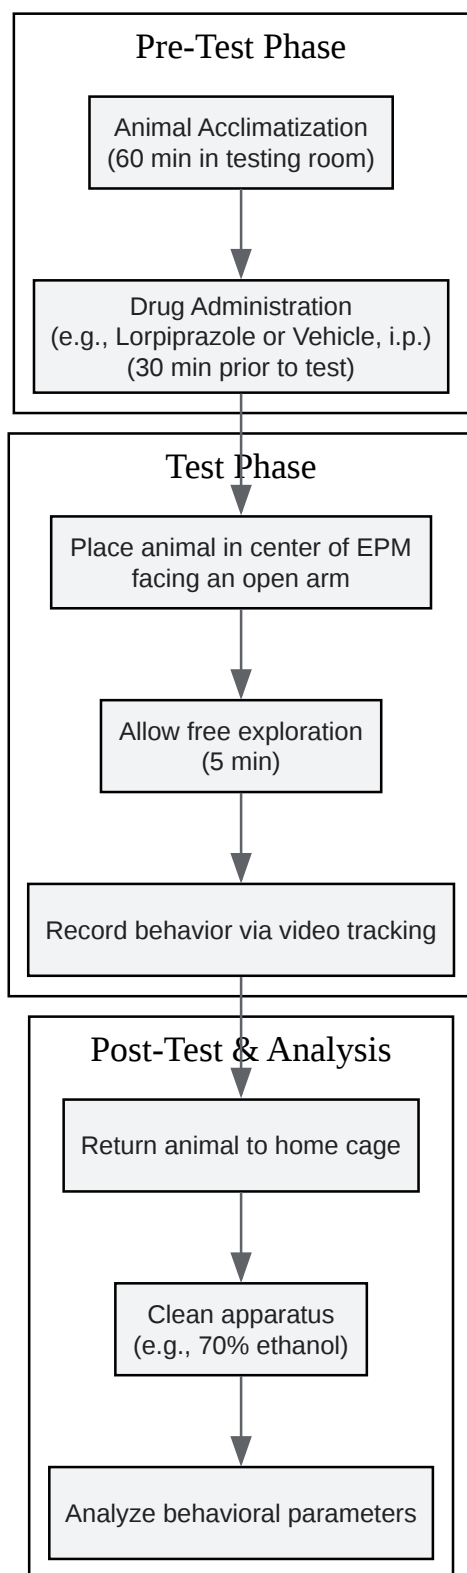 Pre-Test Phase
Animal Acclimatization
(60 min in testing room)
Drug Administration
(e.g., Lorpiprazole or Vehicle, i.p.)
(30 min prior to test)
Test Phase
Place animal in center of EPM
facing an open arm
Allow free exploration
(5 min)
Record behavior via video tracking
Post-Test & Analysis
Return animal to home cage
Clean apparatus
(e.g., 70% ethanol)
Analyze behavioral parameters